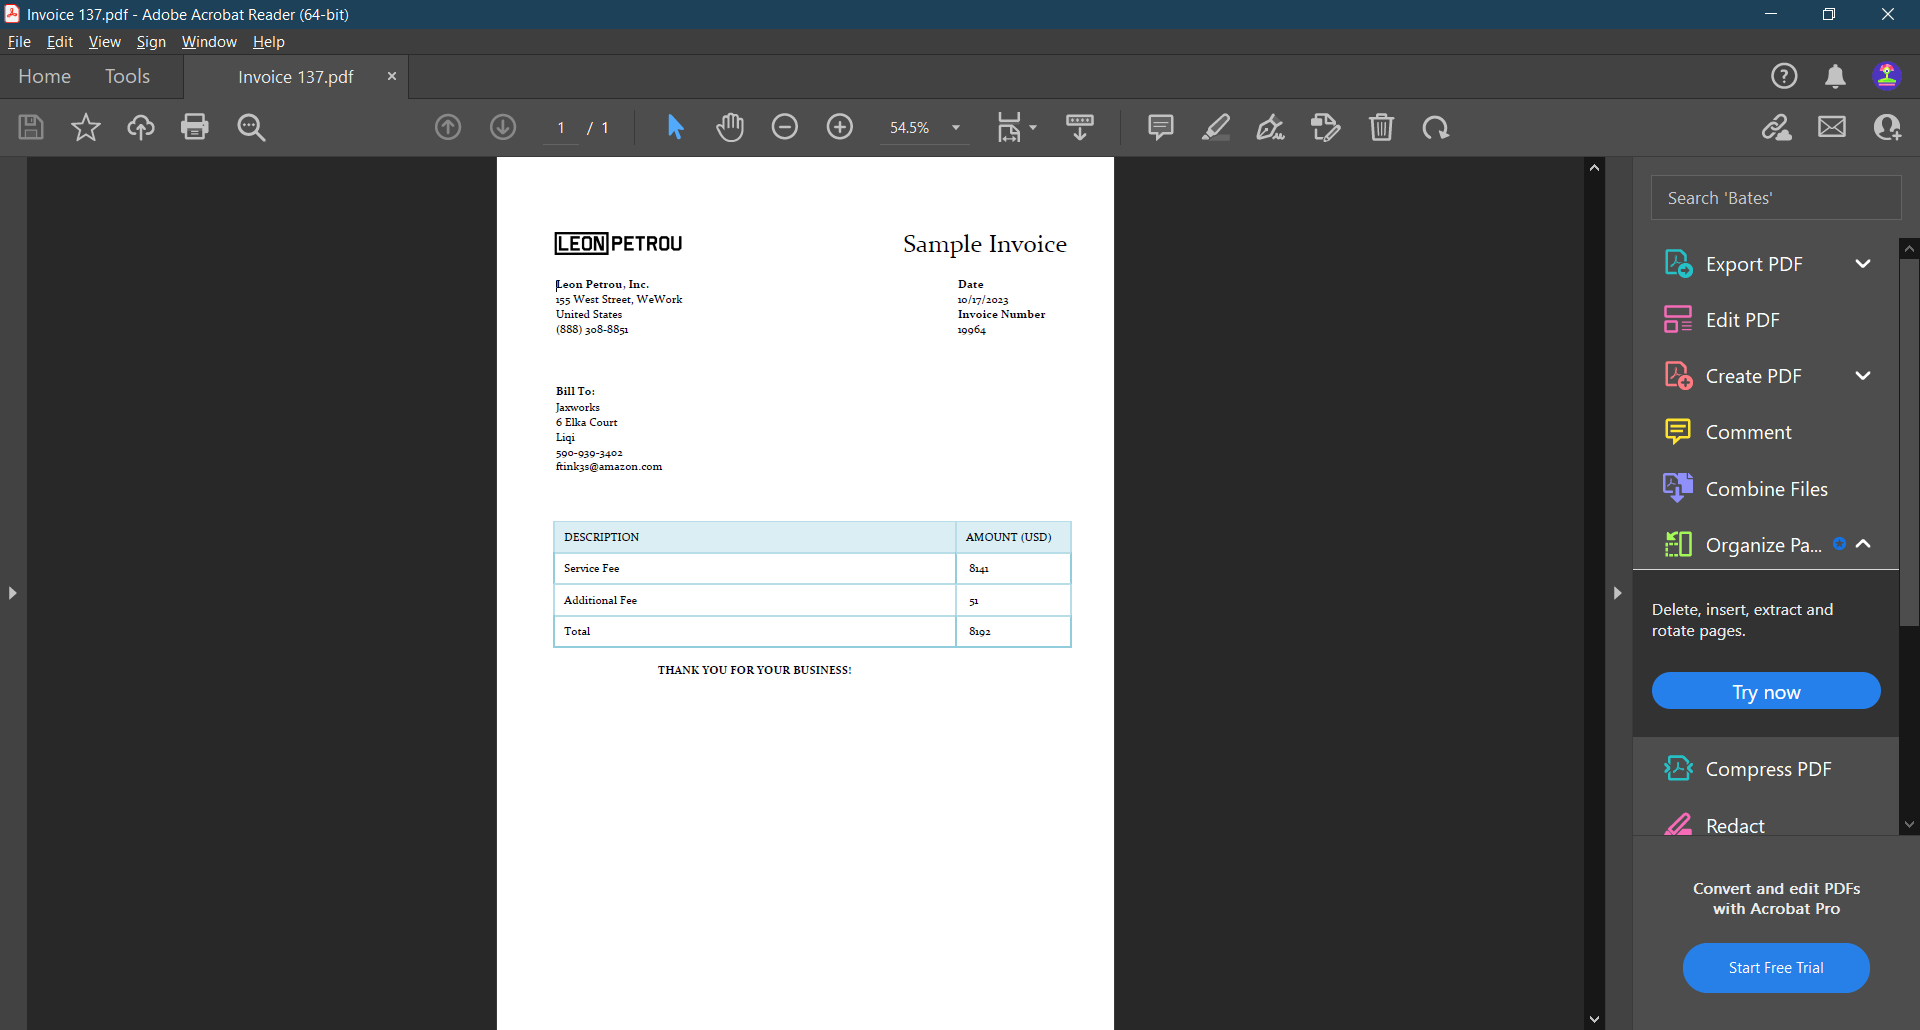 Invoice 137.pdf - Adobe Acrobat Reader (64-bit)
File Edit View Sign Window Help
Home Tools Invoice 137.pdf
1 / 1 54.5%
LEON PETROU
Sample Invoice
Leon Petrou, Inc.
155 West Street, WeWork
United States
(888) 308-8851
Date
10/17/2023
Invoice Number
19964
Bill To:
Jaxworks
6 Elka Court
Liqi
590-939-3402
ftink3s@amazon.com
DESCRIPTION AMOUNT (USD)
Service Fee 8141
Additional Fee 51
Total 8192
THANK YOU FOR YOUR BUSINESS!
Search 'Bates'
Export PDF
Edit PDF
Create PDF
Comment
Combine Files
Organize Pa...
Delete, insert, extract and
rotate pages.
Try now
Compress PDF
Redact
Convert and edit PDFs
with Acrobat Pro
Start Free Trial